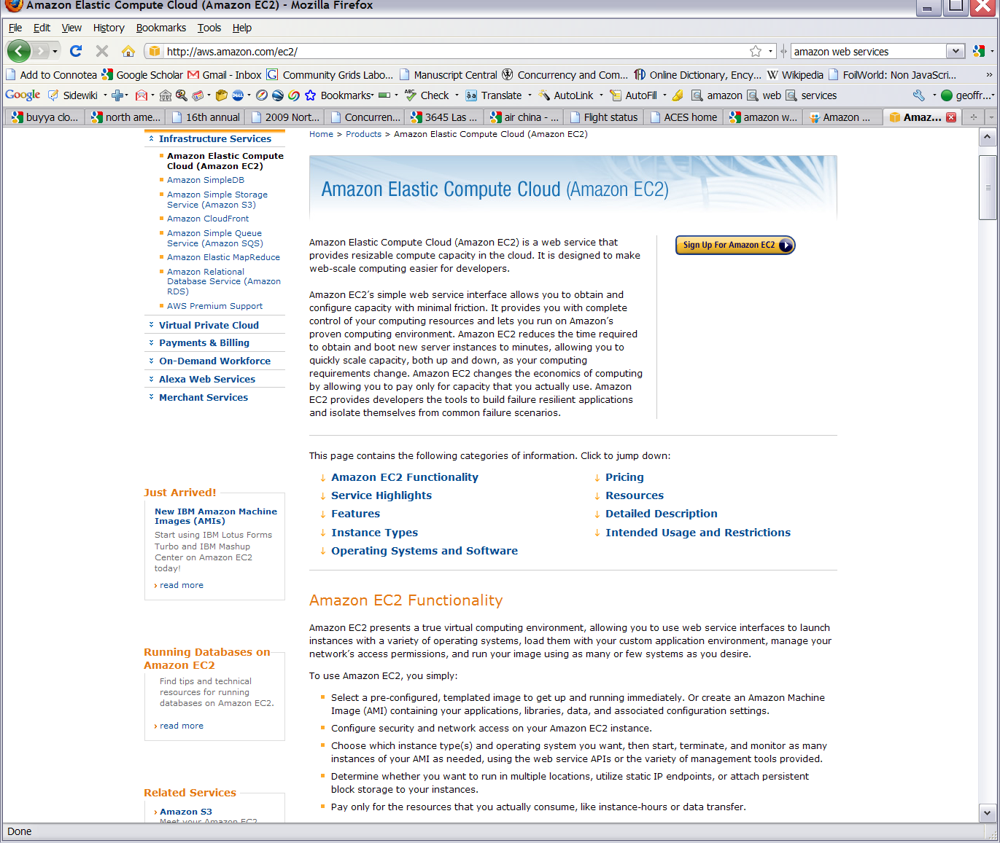 Amazon Elastic Compute Cloud (Amazon EC2) - Mozilla Firefox
File Edit View History Bookmarks Tools Help
http://aws.amazon.com/ec2/ amazon web services
Add to Connotea Google Scholar Gmail - Inbox Community Grids Labo... Manuscript Central Concurrency and Com... Online Dictionary, Ency... Wikipedia FoilWorld: Non JavaScri... »
Google Sidewiki Bookmarks Check Translate AutoLink AutoFill amazon web services geoffr...
buyya clo... north ame... 16th annual 2009 Nort... Concurren... 3645 Las ... air china - ... Flight status ACES home amazon w... Amazon ... Amaz...
Infrastructure Services
Amazon Elastic Compute
Cloud (Amazon EC2)
Amazon SimpleDB
Amazon Simple Storage
Service (Amazon S3)
Amazon CloudFront
Amazon Simple Queue
Service (Amazon SQS)
Amazon Elastic MapReduce
Amazon Relational
Database Service (Amazon
RDS)
AWS Premium Support
Virtual Private Cloud
Payments & Billing
On-Demand Workforce
Alexa Web Services
Merchant Services
Just Arrived!
New IBM Amazon Machine
Images (AMIs)
Start using IBM Lotus Forms
Turbo and IBM Mashup
Center on Amazon EC2
today!
› read more
Running Databases on
Amazon EC2
Find tips and technical
resources for running
databases on Amazon EC2.
› read more
Related Services
› Amazon S3
Meet your Amazon EC2
Home > Products > Amazon Elastic Compute Cloud (Amazon EC2)
Amazon Elastic Compute Cloud (Amazon EC2)
Amazon Elastic Compute Cloud (Amazon EC2) is a web service that
provides resizable compute capacity in the cloud. It is designed to make
web-scale computing easier for developers.
Amazon EC2's simple web service interface allows you to obtain and
configure capacity with minimal friction. It provides you with complete
control of your computing resources and lets you run on Amazon's
proven computing environment. Amazon EC2 reduces the time required
to obtain and boot new server instances to minutes, allowing you to
quickly scale capacity, both up and down, as your computing
requirements change. Amazon EC2 changes the economics of computing
by allowing you to pay only for capacity that you actually use. Amazon
EC2 provides developers the tools to build failure resilient applications
and isolate themselves from common failure scenarios.
Sign Up For Amazon EC2
This page contains the following categories of information. Click to jump down:
↓ Amazon EC2 Functionality
↓ Service Highlights
↓ Features
↓ Instance Types
↓ Operating Systems and Software
↓ Pricing
↓ Resources
↓ Detailed Description
↓ Intended Usage and Restrictions
Amazon EC2 Functionality
Amazon EC2 presents a true virtual computing environment, allowing you to use web service interfaces to launch
instances with a variety of operating systems, load them with your custom application environment, manage your
network's access permissions, and run your image using as many or few systems as you desire.
To use Amazon EC2, you simply:
Select a pre-configured, templated image to get up and running immediately. Or create an Amazon Machine
Image (AMI) containing your applications, libraries, data, and associated configuration settings.
Configure security and network access on your Amazon EC2 instance.
Choose which instance type(s) and operating system you want, then start, terminate, and monitor as many
instances of your AMI as needed, using the web service APIs or the variety of management tools provided.
Determine whether you want to run in multiple locations, utilize static IP endpoints, or attach persistent
block storage to your instances.
Pay only for the resources that you actually consume, like instance-hours or data transfer.
Done